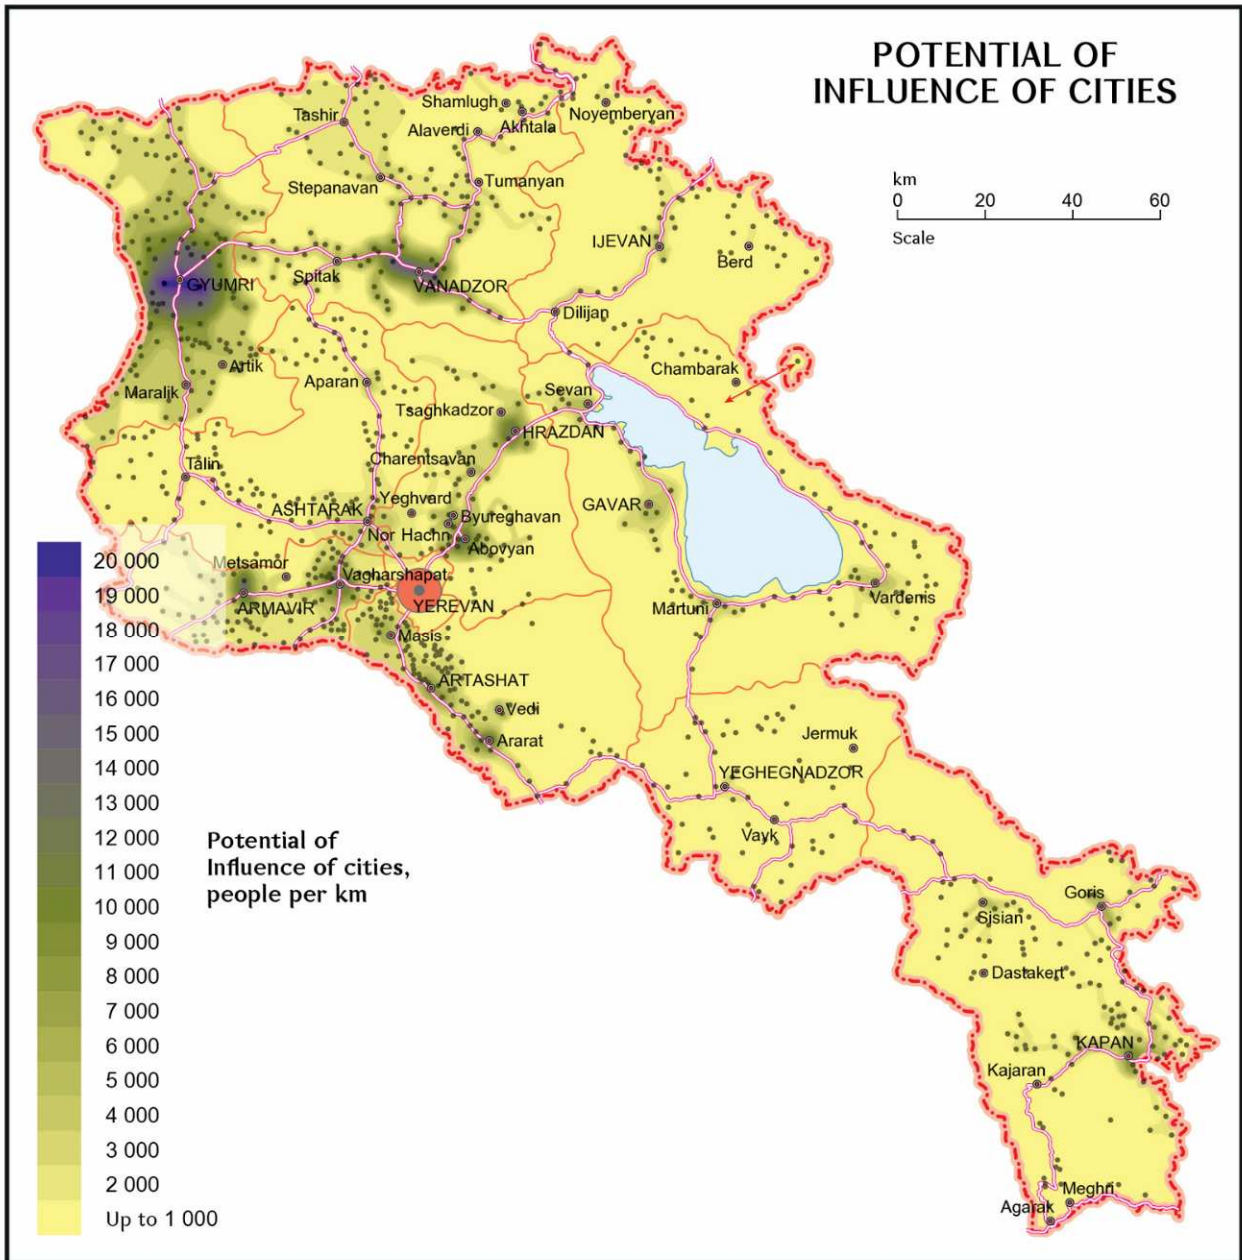 POTENTIAL OF
INFLUENCE OF CITIES
km
0 20 40 60
Scale
Shamlugh
Noyemberyan
Tashir
Alaverdi
Akhtala
Stepanavan
Tumanyan
IJEVAN
Berd
Spitak
GYUMRI
VANADZOR
Dilijan
Artik
Chambarak
Maralik
Aparan
Sevan
Tsaghkadzor
HRAZDAN
Charentsavan
Talin
Yeghvard
GAVAR
ASHTARAK
Byureghavan
Nor Hachn
Abovyan
Metsamor
Vagharshapat
Vardenis
ARMAVIR
YEREVAN
Martuni
Masis
ARTASHAT
Vedi
Ararat
Jermuk
YEGHEGNADZOR
Vayk
Goris
Sisian
Dastakert
KAPAN
Kajaran
Meghri
Agarak
20 000
19 000
18 000
17 000
16 000
15 000
14 000
13 000
12 000
11 000
10 000
9 000
8 000
7 000
6 000
5 000
4 000
3 000
2 000
Up to 1 000
Potential of
Influence of cities,
people per km